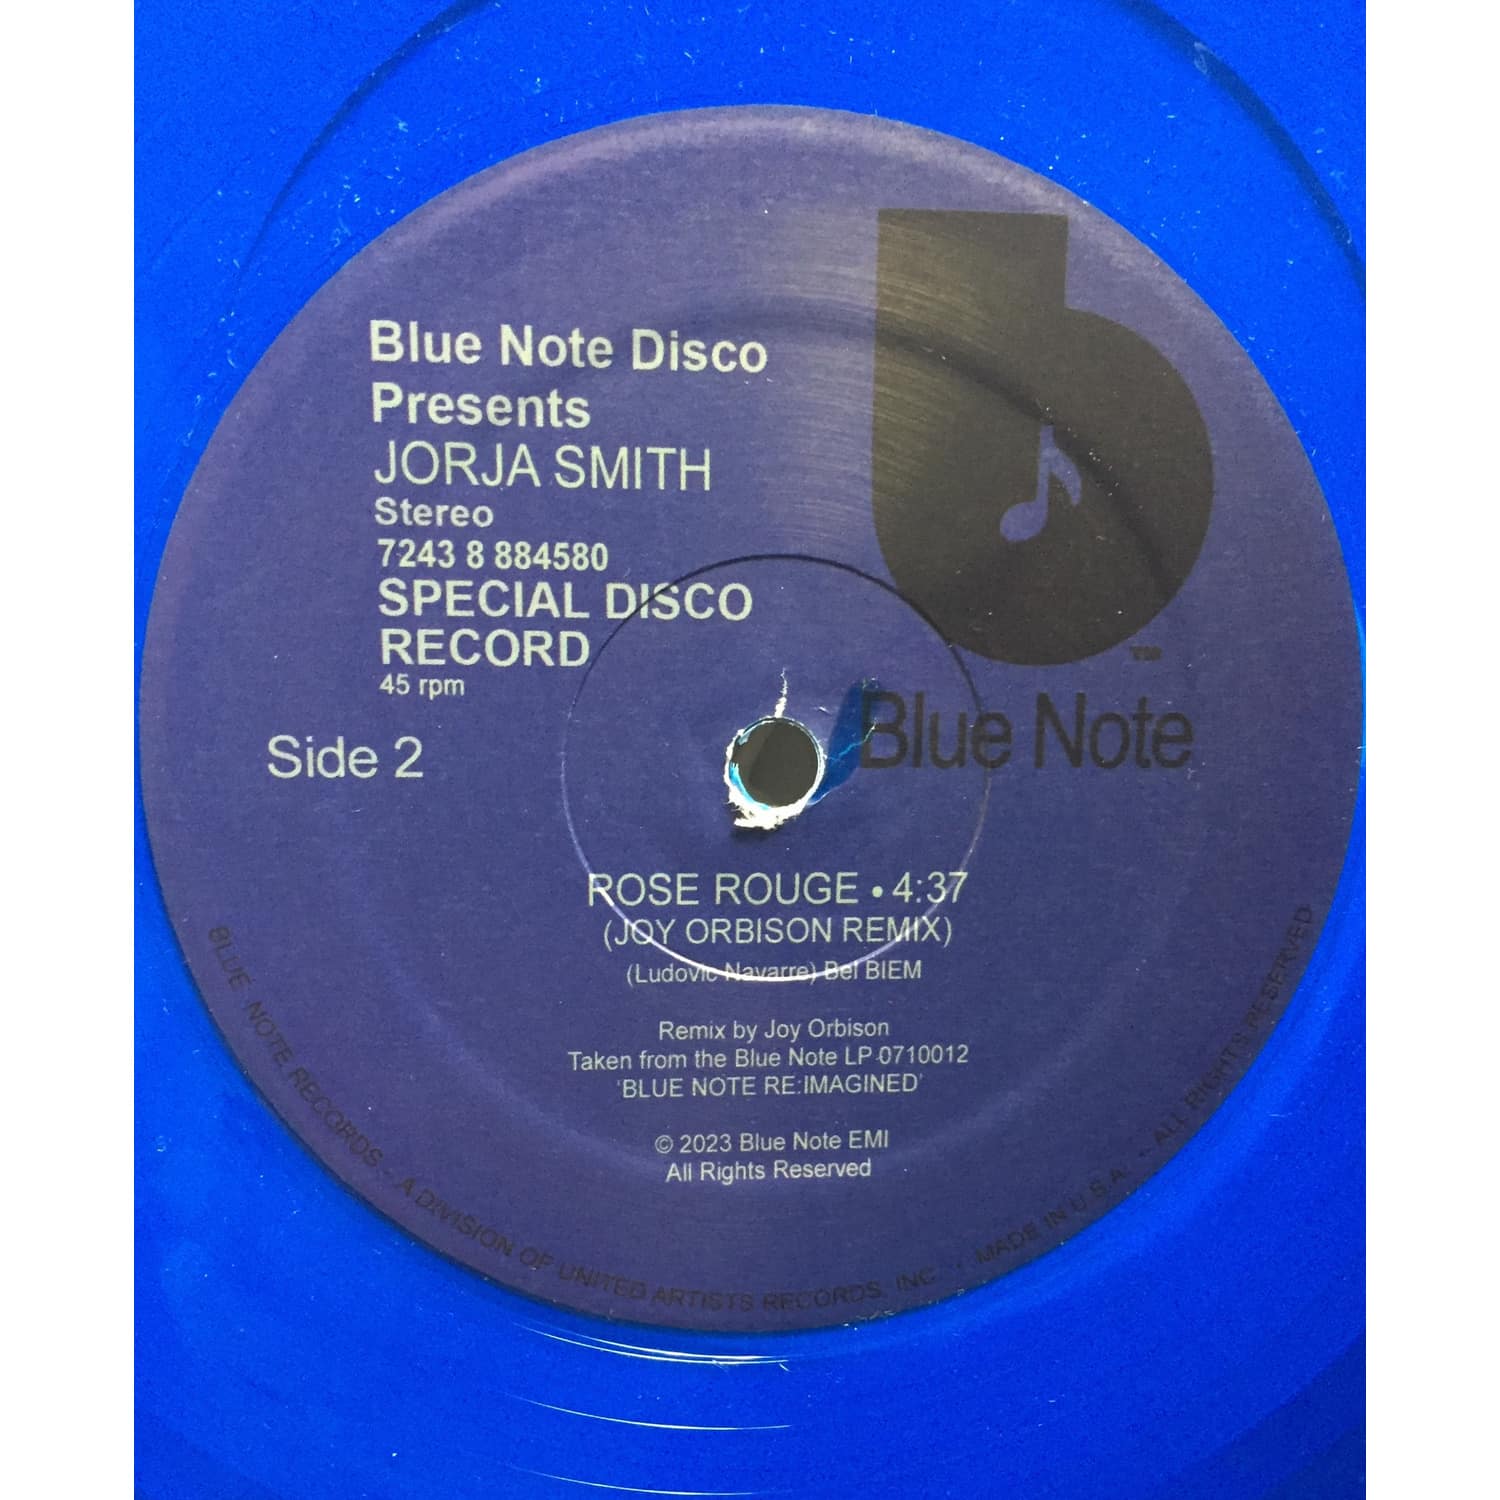 Blue Note Disco
Presents
JORJA SMITH
Stereo
7243 8 884580
SPECIAL DISCO
RECORD
45 rpm
Side 2
b
TM
Blue Note
ROSE ROUGE • 4:37
(JOY ORBISON REMIX)
(Ludovic Navarre) Bel BIEM
Remix by Joy Orbison
Taken from the Blue Note LP 0710012
'BLUE NOTE RE:IMAGINED'
© 2023 Blue Note EMI
All Rights Reserved
BLUE NOTE RECORDS - A DIVISION OF UNITED ARTISTS RECORDS, INC. • MADE IN U.S.A. - ALL RIGHTS RESERVED